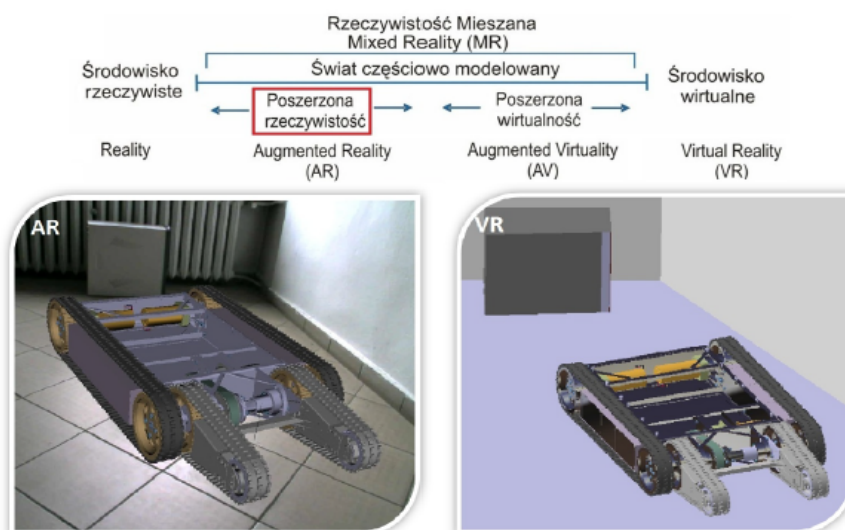 Rzeczywistość Mieszana
Mixed Reality (MR)
Środowisko
rzeczywiste
Świat częściowo modelowany
Środowisko
wirtualne
Poszerzona
rzeczywistość
Poszerzona
wirtualność
Reality
Augmented Reality
(AR)
Augmented Virtuality
(AV)
Virtual Reality
(VR)
AR
VR